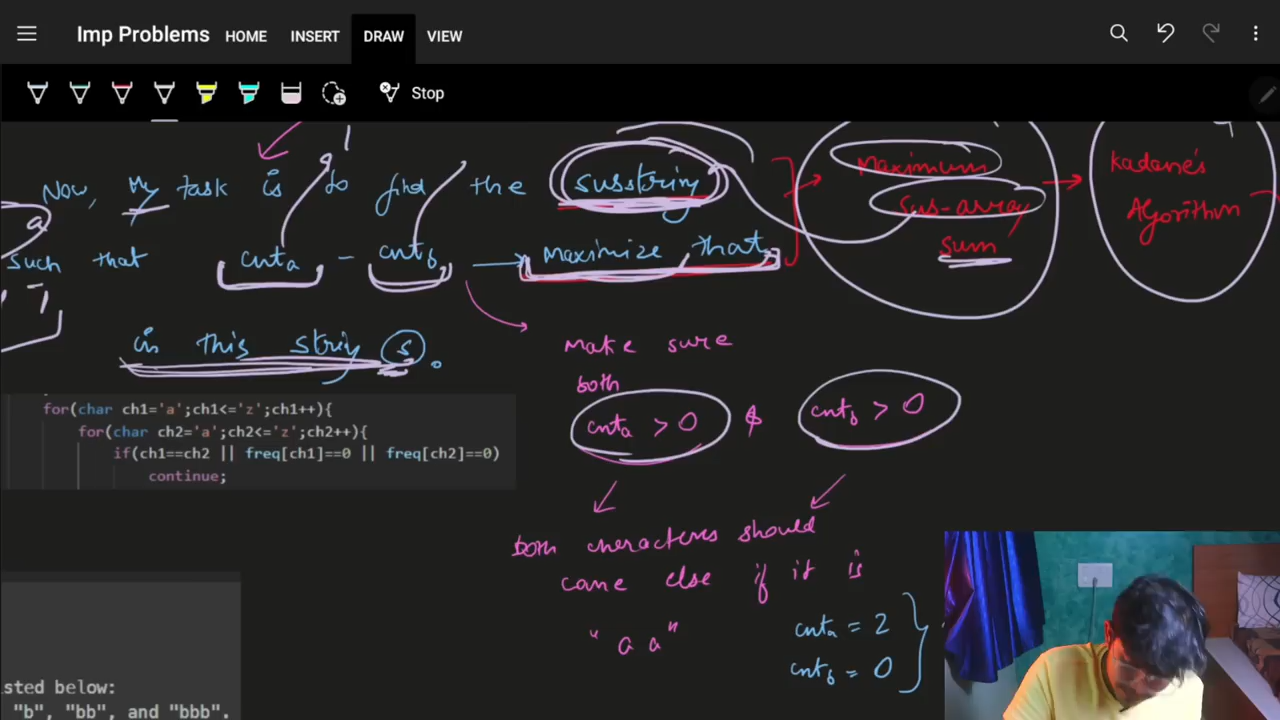 Imp Problems HOME INSERT DRAW VIEW
Stop
Now, My task is to find the substring
Such that cnta - cntb → maximize that
in this string s.
Maximum
sub-array
sum
Kadane's
Algorithm
Make sure
both
cnta > 0 & cntb > 0
both characters should
come else if it is
" a a "
cnta = 2
cntb = 0
for(char ch1='a';ch1<='z';ch1++){
for(char ch2='a';ch2<='z';ch2++){
if(ch1==ch2 || freq[ch1]==0 || freq[ch2]==0)
continue;
sted below:
"b", "bb", and "bbb".